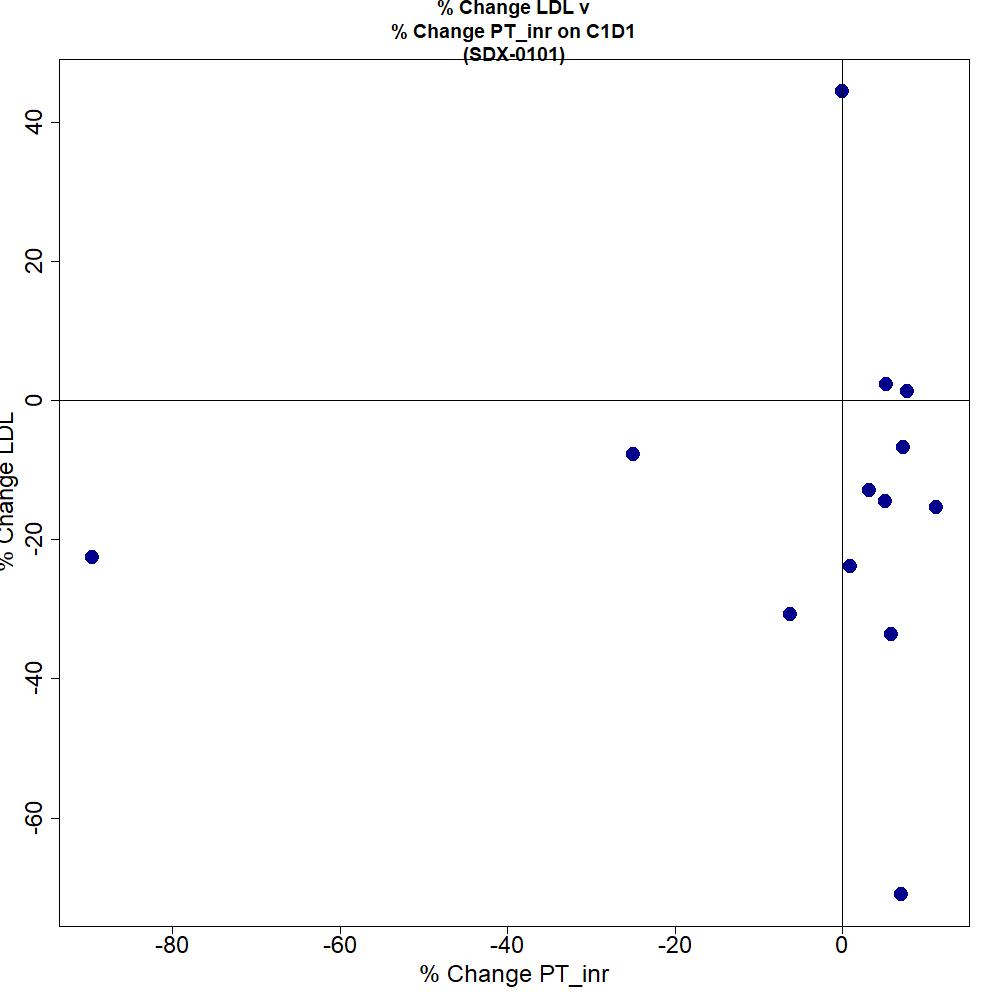 % Change LDL v
% Change PT_inr on C1D1
(SDX-0101)
% Change LDL
40
20
0
-20
-40
-60
-80
-60
-40
-20
0
% Change PT_inr